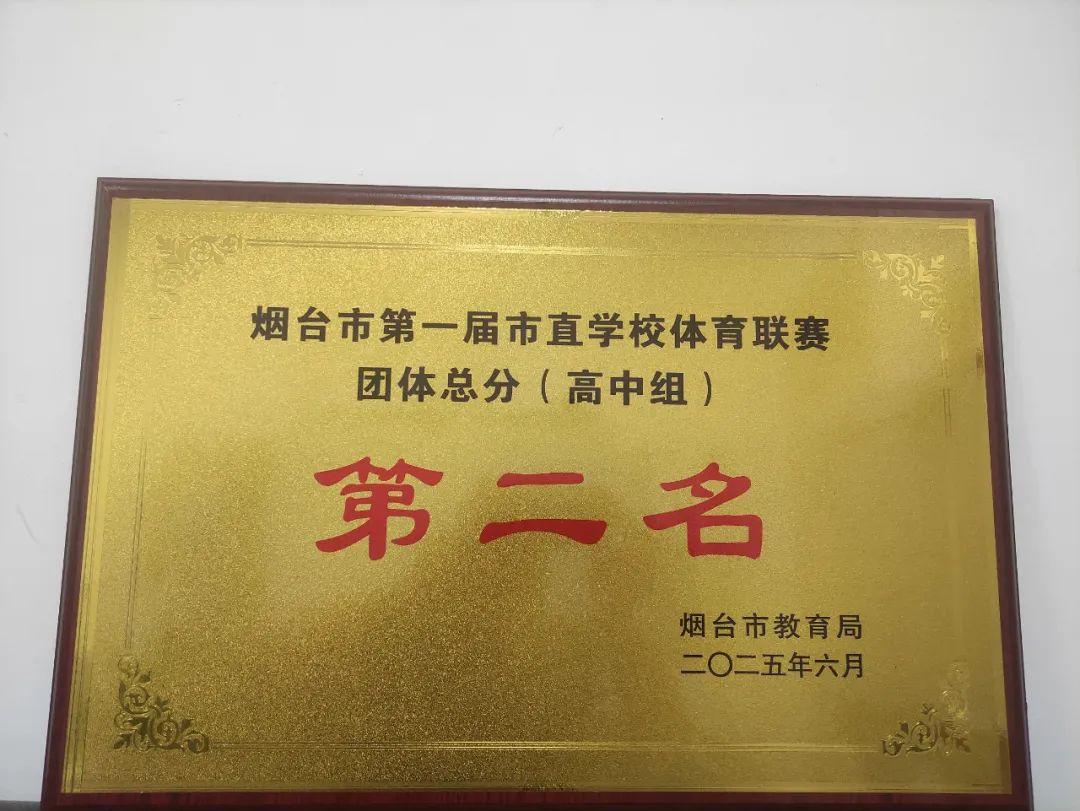 烟台市第一届市直学校体育联赛
团体总分（高中组）
第二名
烟台市教育局
二〇二五年六月